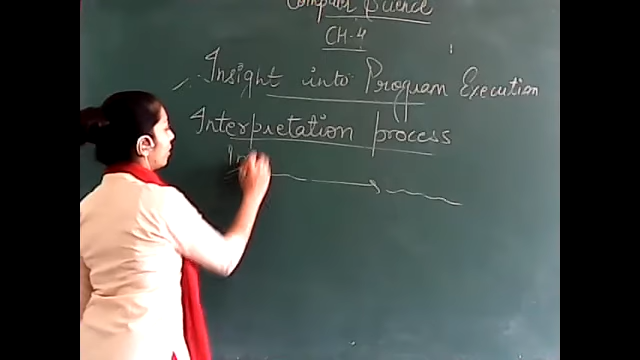 Computer Science
CH-4
Insight into Program Execution
Interpretation process